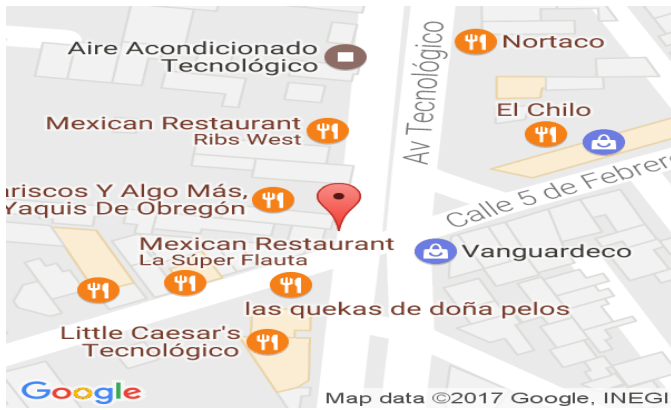 Aire Acondicionado
Tecnológico
Nortaco
Av Tecnológico
El Chilo
Mexican Restaurant
Ribs West
ariscos Y Algo Más,
Yaquis De Obregón
Calle 5 de Febrero
Mexican Restaurant
La Súper Flauta
Vanguardeco
las quekas de doña pelos
Little Caesar's
Tecnológico
Google
Map data ©2017 Google, INEGI